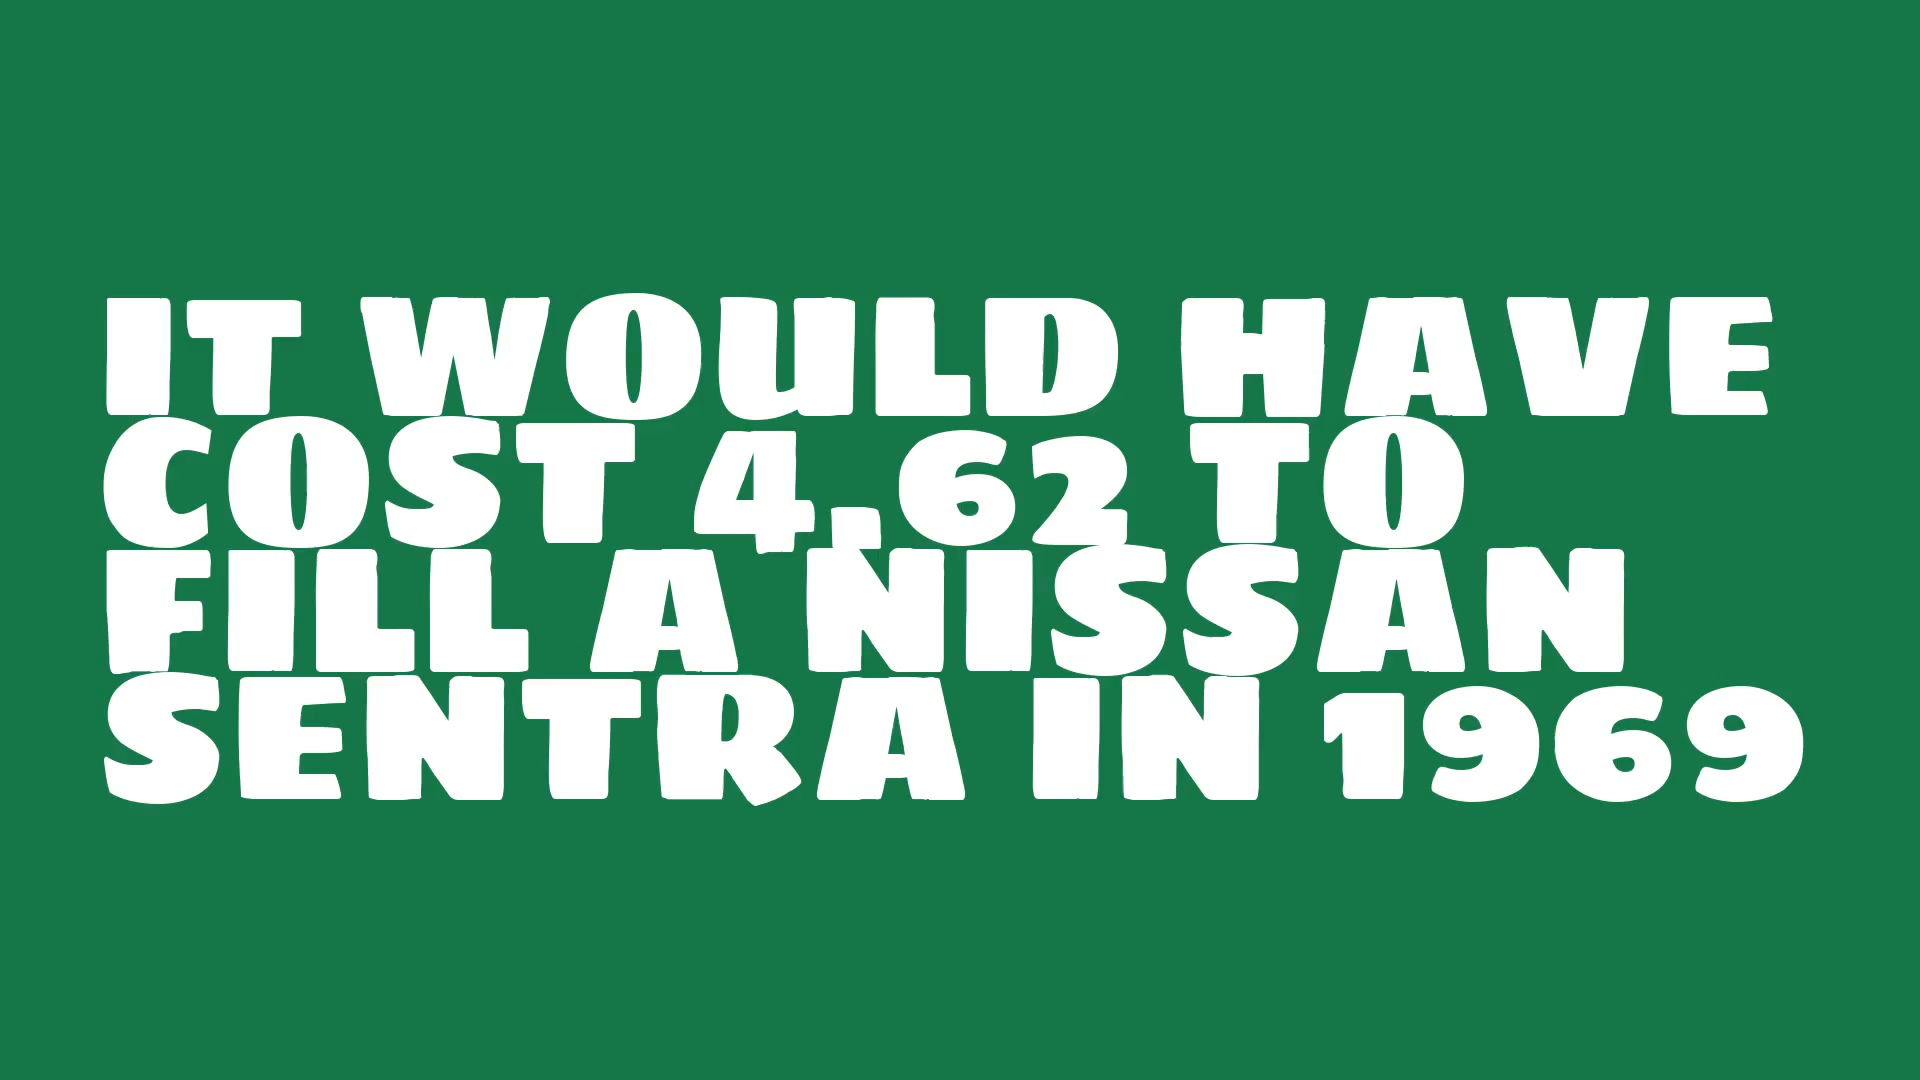 IT WOULD HAVE
COST 4,62 TO
FILL A NISSAN
SENTRA IN 1969